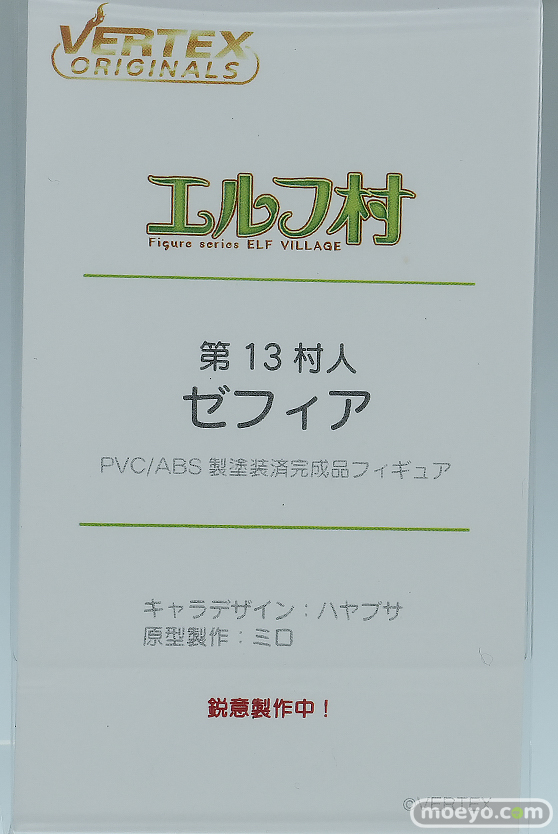 VERTEX
ORIGINALS
エルフ村
Figure series ELF VILLAGE
第 13 村人
ゼフィア
PVC/ABS 製塗装済完成品フィギュア
キャラデザイン：ハヤブサ
原型製作：ミロ
鋭意製作中！
©VERTEX
moeyo.com